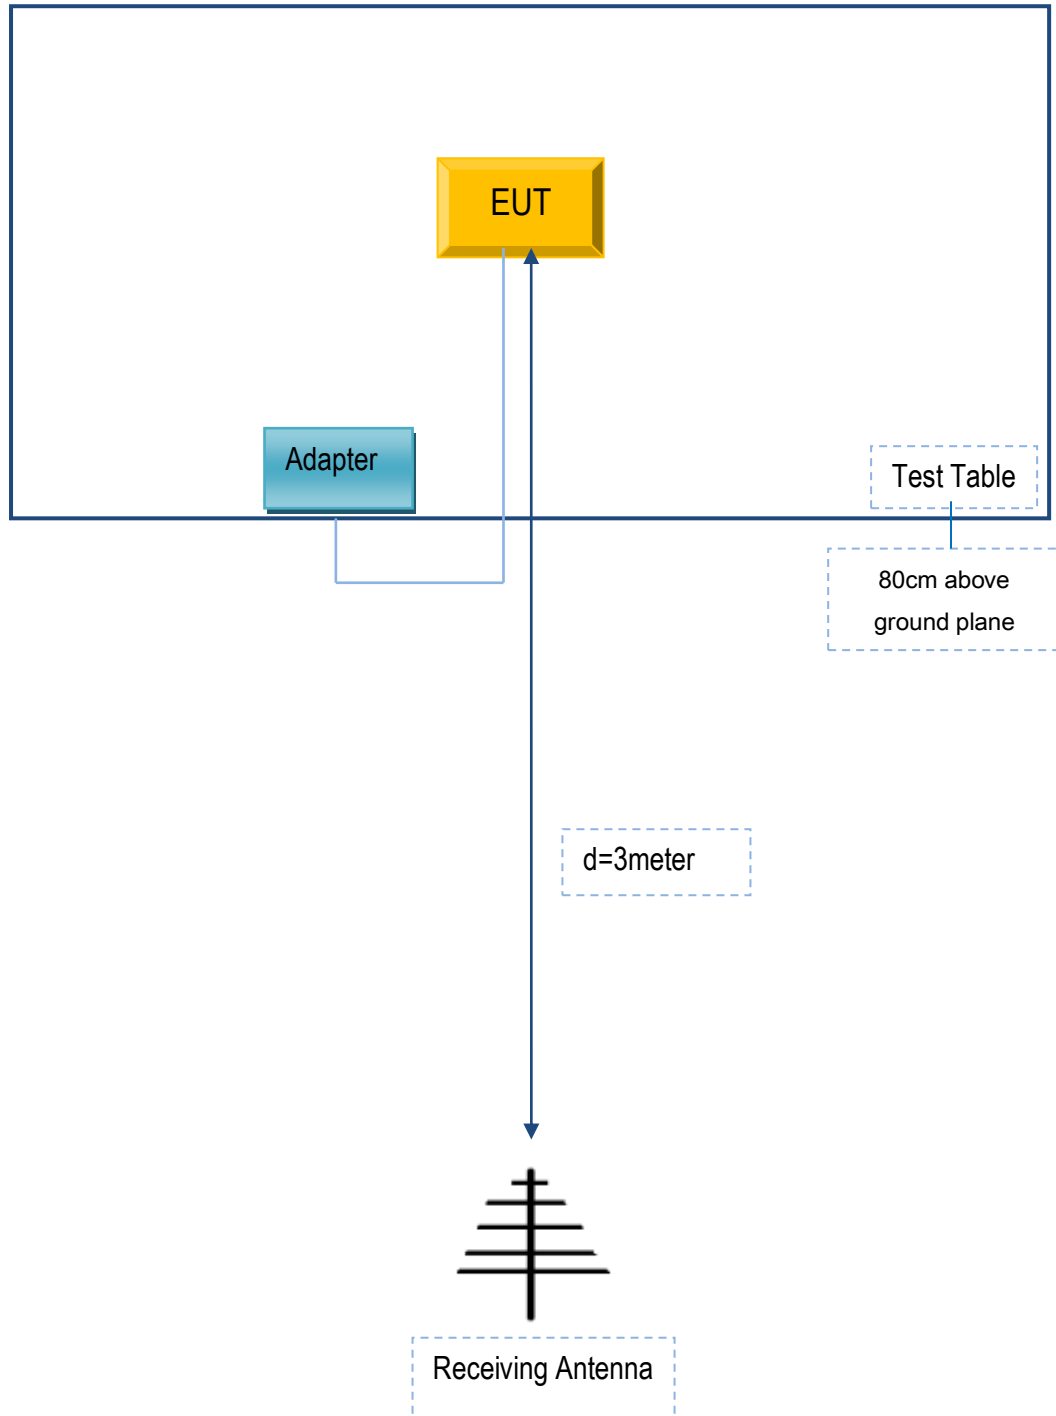 EUT
Adapter
Test Table
80cm above
ground plane
d=3meter
Receiving Antenna